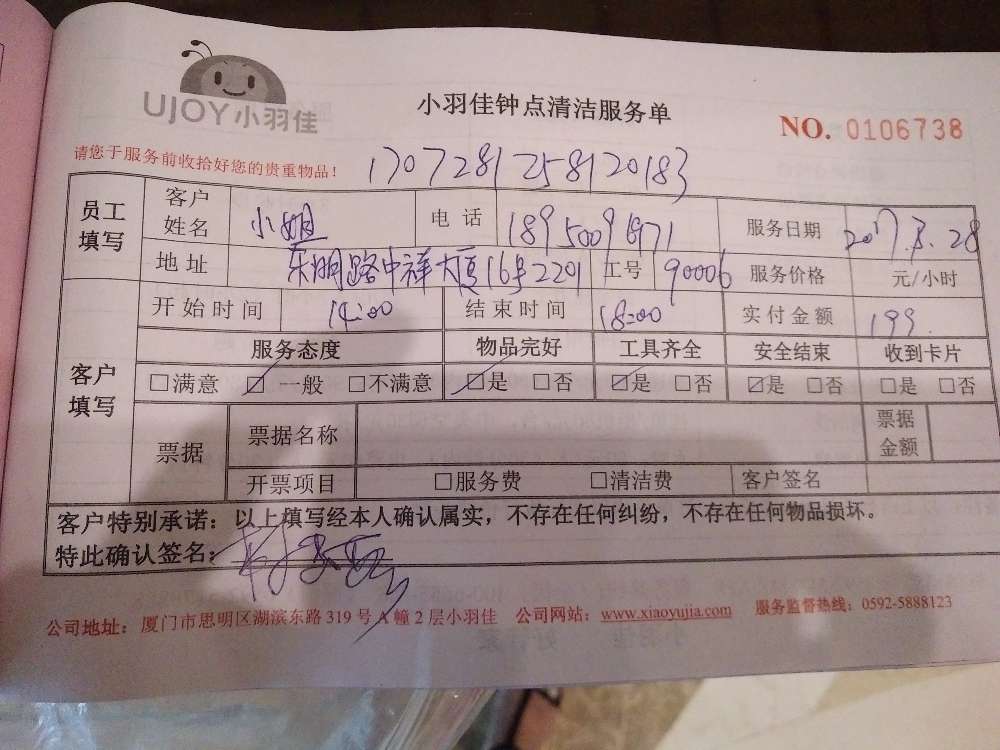 UJOY小羽佳
小羽佳钟点清洁服务单
NO. 0106738
请您于服务前收拾好您的贵重物品！
1707281258120183
员工填写 客户姓名 小姐 电话 服务日期 2017.8.28
地址 东明路中祥大厦16号2201 工号 90006 服务价格 元/小时
开始时间 14:00 结束时间 18:00 实付金额 199.
客户填写 服务态度 物品完好 工具齐全 安全结束 收到卡片
□满意 ☑一般 □不满意 ☑是 □否 ☑是 □否 ☑是 □否 □是 □否
票据 票据名称 票据金额
开票项目 □服务费 □清洁费 客户签名
客户特别承诺：以上填写经本人确认属实，不存在任何纠纷，不存在任何物品损坏。
特此确认签名：
公司地址：厦门市思明区湖滨东路319号A幢2层小羽佳 公司网站：www.xiaoyujia.com 服务监督热线：0592-5888123